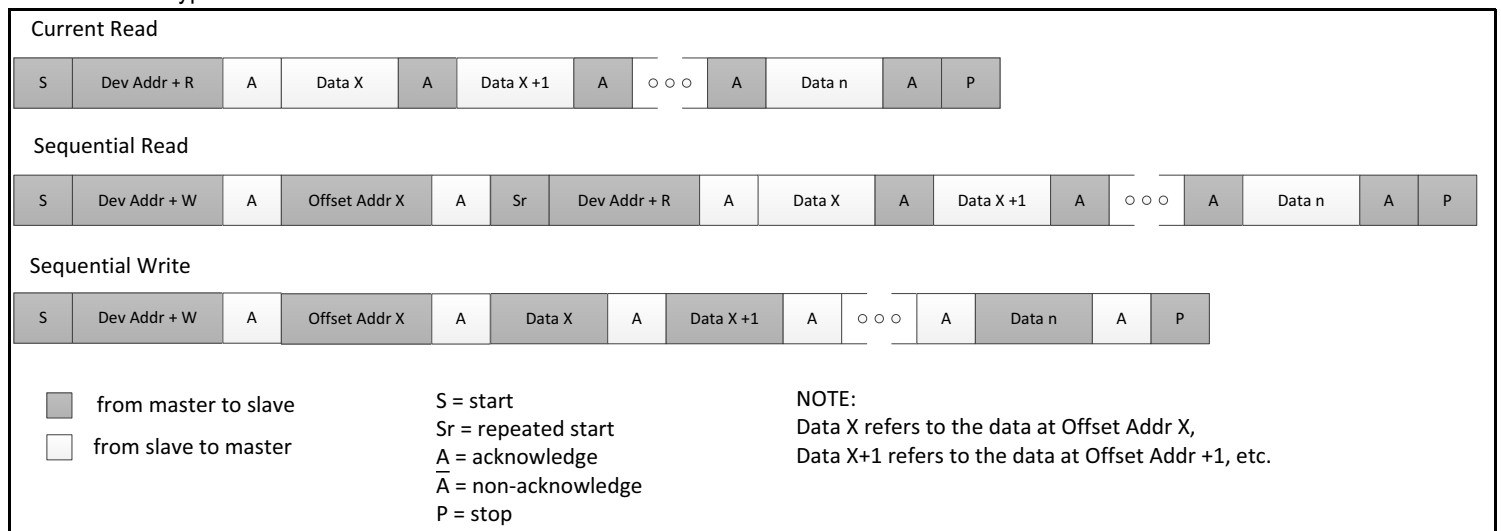 Current Read
S Dev Addr + R A Data X A Data X +1 A ○ ○ ○ A Data n A P
Sequential Read
S Dev Addr + W A Offset Addr X A Sr Dev Addr + R A Data X A Data X +1 A ○ ○ ○ A Data n A P
Sequential Write
S Dev Addr + W A Offset Addr X A Data X A Data X +1 A ○ ○ ○ A Data n A P
from master to slave
from slave to master
S = start
Sr = repeated start
A = acknowledge
A̅ = non-acknowledge
P = stop
NOTE:
Data X refers to the data at Offset Addr X,
Data X+1 refers to the data at Offset Addr +1, etc.